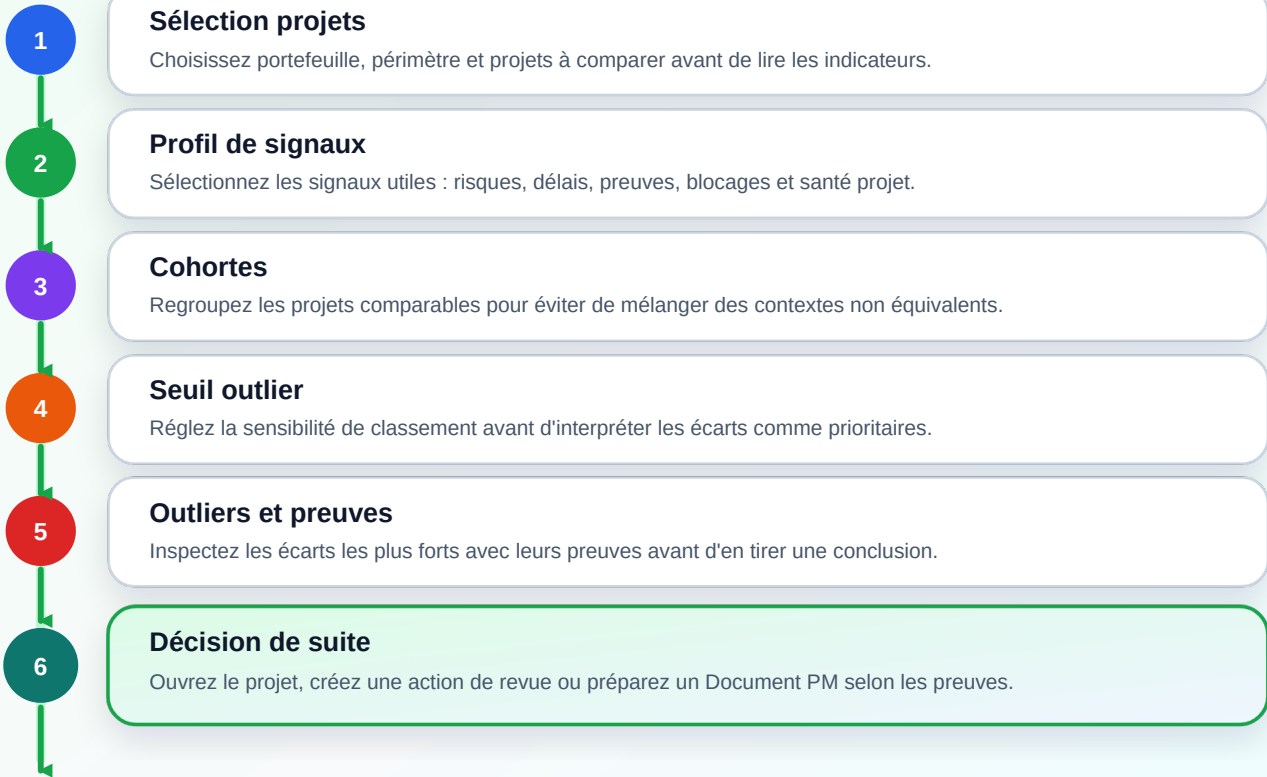 1
Sélection projets
Choisissez portefeuille, périmètre et projets à comparer avant de lire les indicateurs.
2
Profil de signaux
Sélectionnez les signaux utiles : risques, délais, preuves, blocages et santé projet.
3
Cohortes
Regroupez les projets comparables pour éviter de mélanger des contextes non équivalents.
4
Seuil outlier
Réglez la sensibilité de classement avant d'interpréter les écarts comme prioritaires.
5
Outliers et preuves
Inspectez les écarts les plus forts avec leurs preuves avant d'en tirer une conclusion.
6
Décision de suite
Ouvrez le projet, créez une action de revue ou préparez un Document PM selon les preuves.